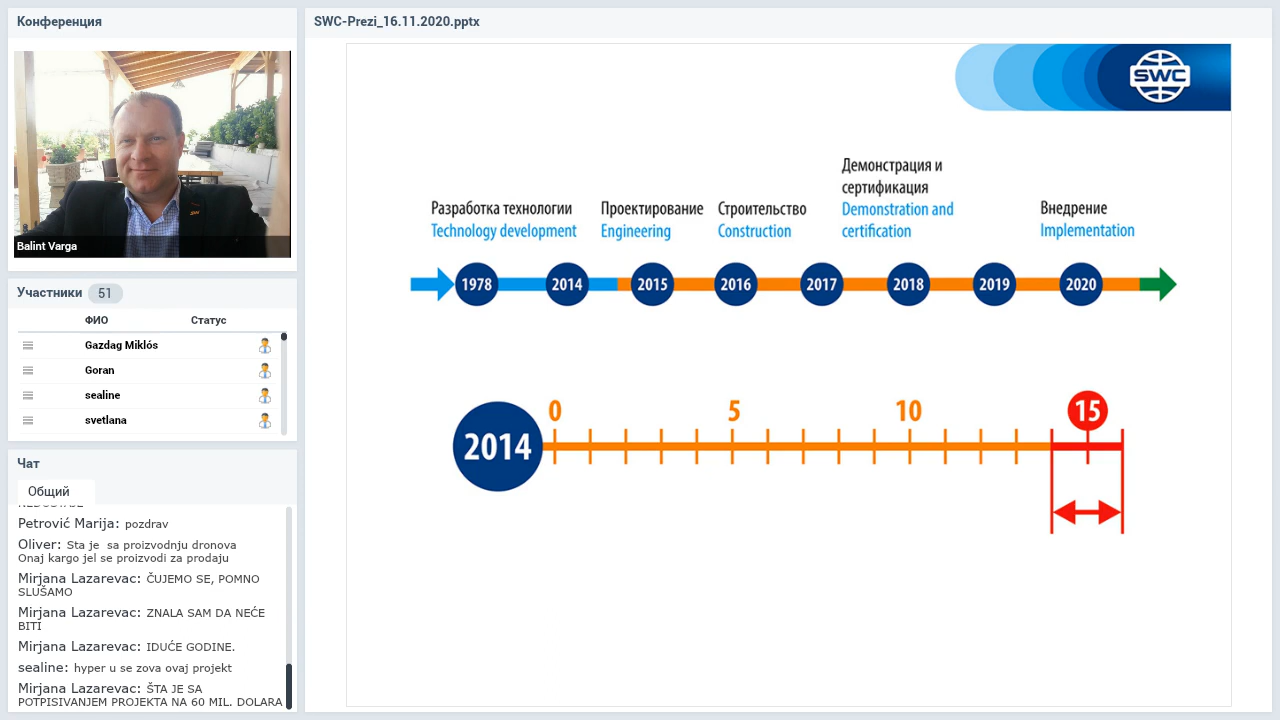 Конференция
Balint Varga
Участники 51
ФИО Статус
Gazdag Miklós
Goran
sealine
svetlana
Чат
Общий
Petrović Marija: pozdrav
Oliver: Sta je sa proizvodnju dronova
Onaj kargo jel se proizvodi za prodaju
Mirjana Lazarevac: ČUJEMO SE, POMNO
SLUŠAMO
Mirjana Lazarevac: ZNALA SAM DA NEĆE
BITI
Mirjana Lazarevac: IDUĆE GODINE.
sealine: hyper u se zova ovaj projekt
Mirjana Lazarevac: ŠTA JE SA
POTPISIVANJEM PROJEKTA NA 60 MIL. DOLARA
SWC-Prezi_16.11.2020.pptx
SWC
Разработка технологии
Technology development
Проектирование
Engineering
Строительство
Construction
Демонстрация и
сертификация
Demonstration and
certification
Внедрение
Implementation
1978 2014 2015 2016 2017 2018 2019 2020
2014 0 5 10 15